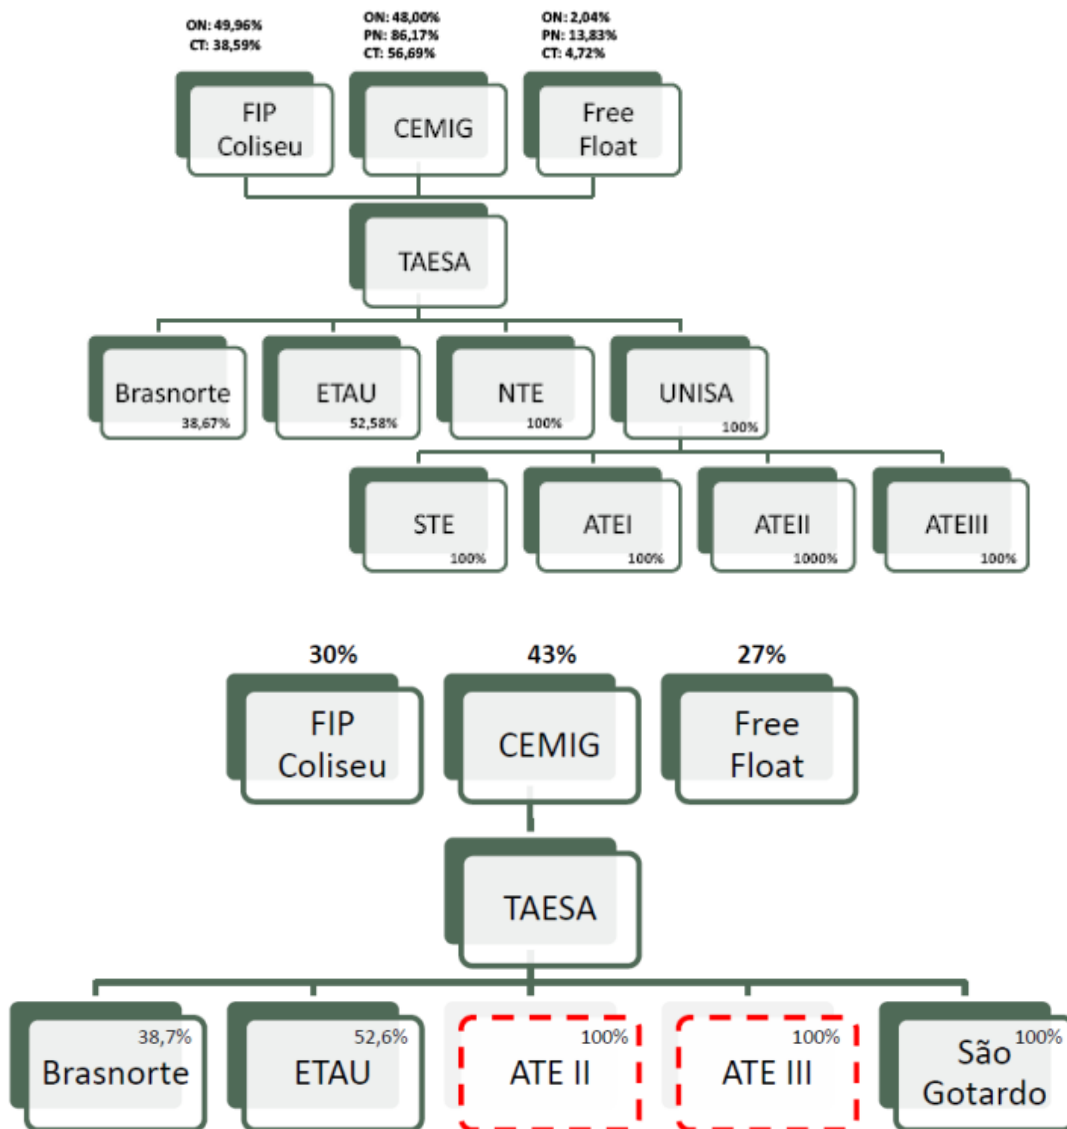 ON: 49,96%
CT: 38,59%
ON: 48,00%
PN: 86,17%
CT: 56,69%
ON: 2,04%
PN: 13,83%
CT: 4,72%
FIP
Coliseu
CEMIG
Free
Float
TAESA
Brasnorte
38,67%
ETAU
52,58%
NTE
100%
UNISA
100%
STE
100%
ATEI
100%
ATEII
1000%
ATEIII
100%
30%
43%
27%
FIP
Coliseu
CEMIG
Free
Float
TAESA
38,7%
Brasnorte
52,6%
ETAU
100%
ATE II
100%
ATE III
100%
São
Gotardo